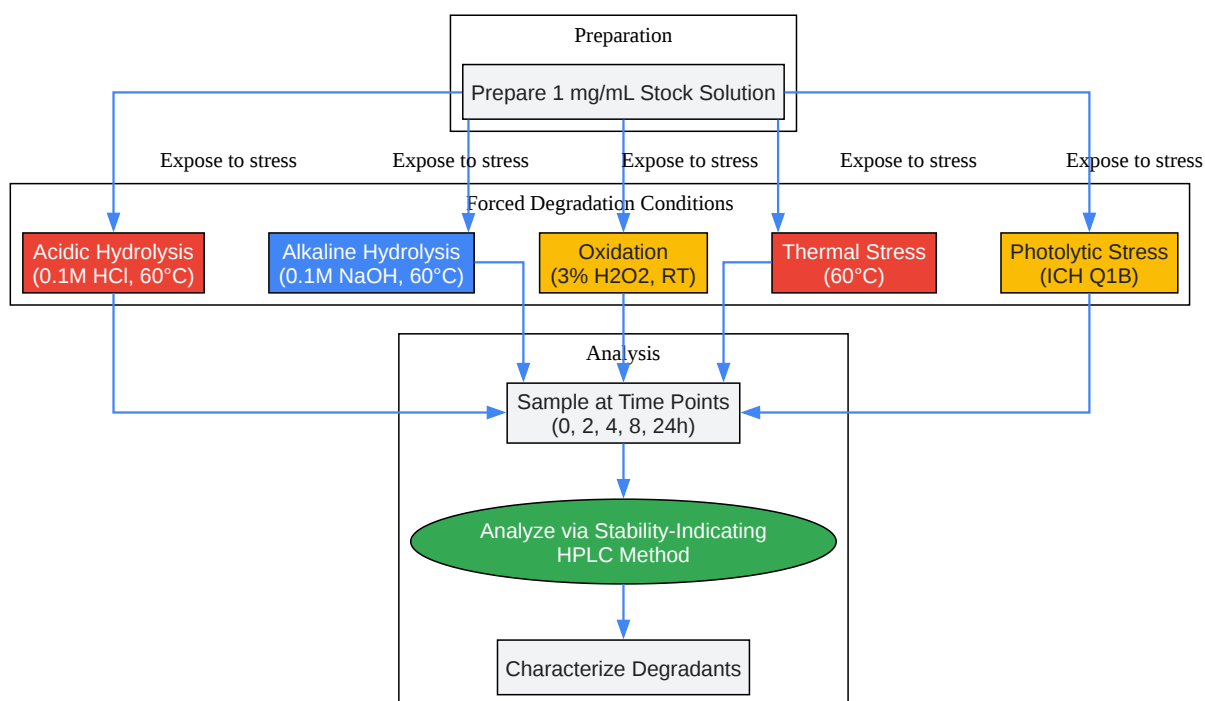 Preparation
Prepare 1 mg/mL Stock Solution
Expose to stress
Expose to stress
Expose to stress
Expose to stress
Expose to stress
Forced Degradation Conditions
Acidic Hydrolysis
(0.1M HCl, 60°C)
Alkaline Hydrolysis
(0.1M NaOH, 60°C)
Oxidation
(3% H2O2, RT)
Thermal Stress
(60°C)
Photolytic Stress
(ICH Q1B)
Analysis
Sample at Time Points
(0, 2, 4, 8, 24h)
Analyze via Stability-Indicating
HPLC Method
Characterize Degradants